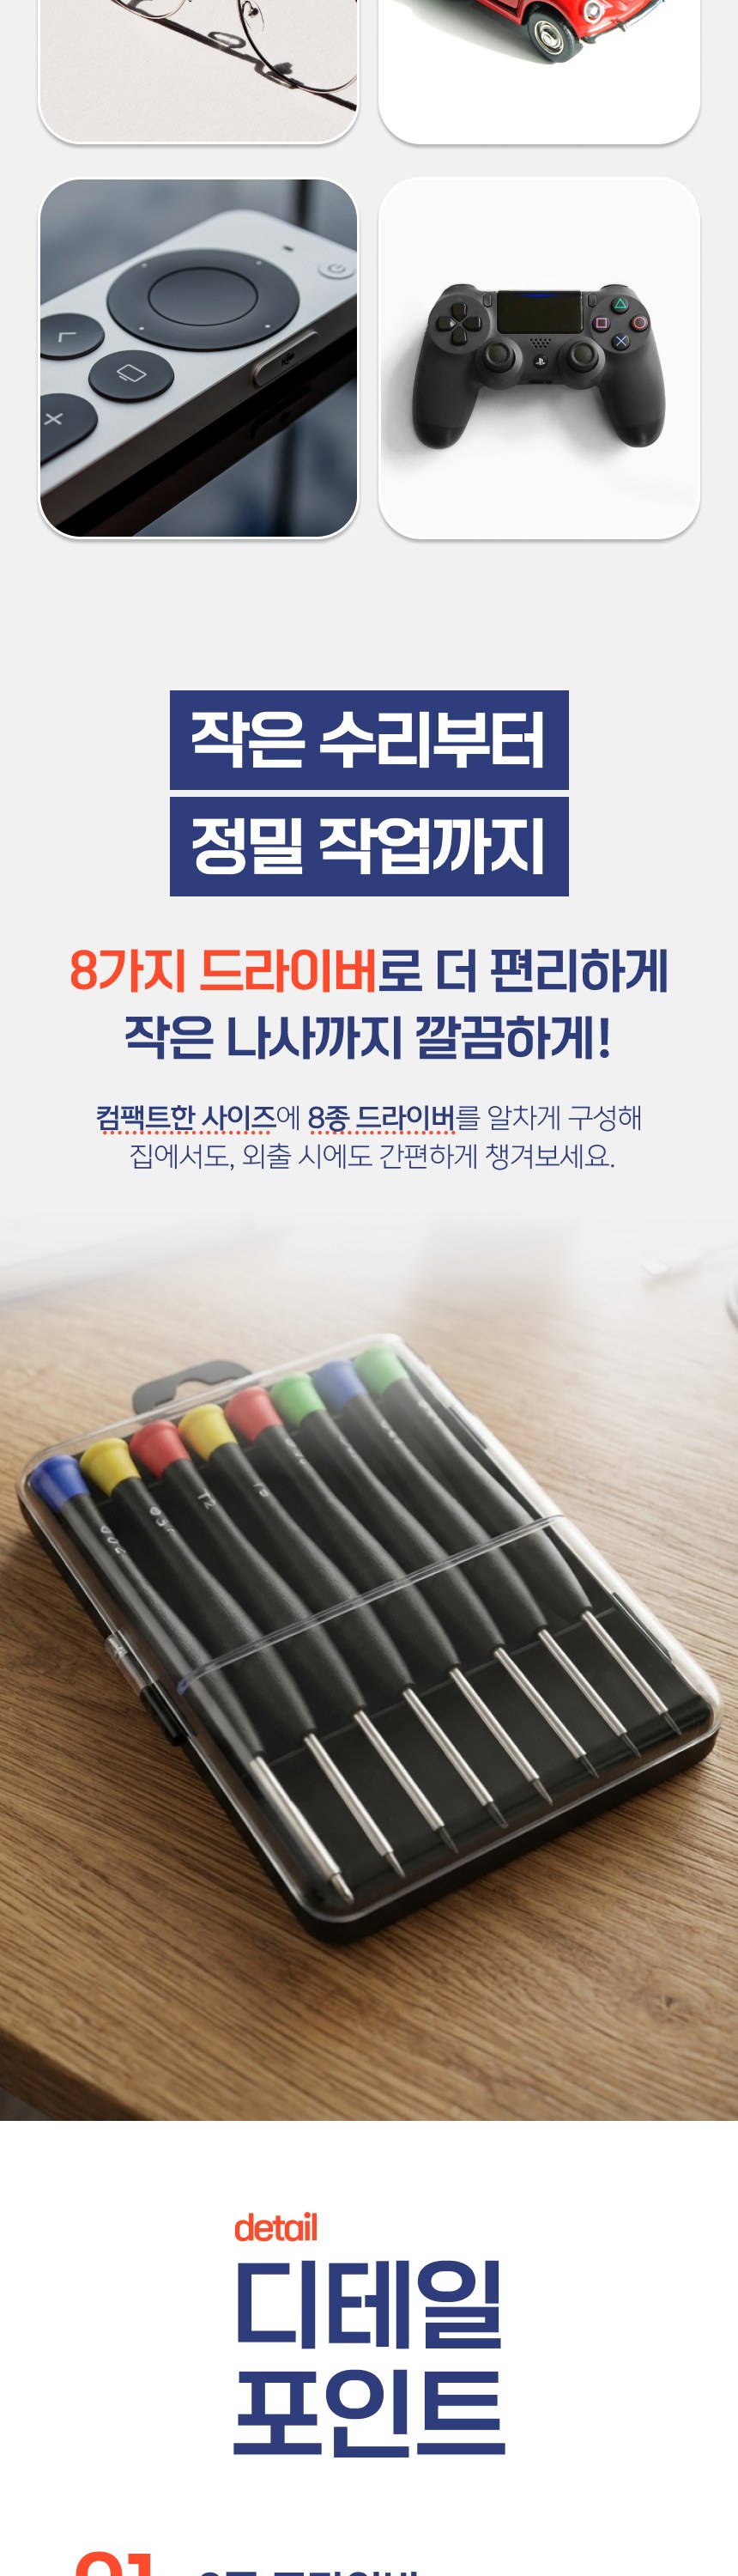 작은 수리부터
정밀 작업까지
8가지 드라이버로 더 편리하게
작은 나사까지 깔끔하게!
컴팩트한 사이즈에 8종 드라이버를 알차게 구성해
집에서도, 외출 시에도 간편하게 챙겨보세요.
detail
디테일
포인트